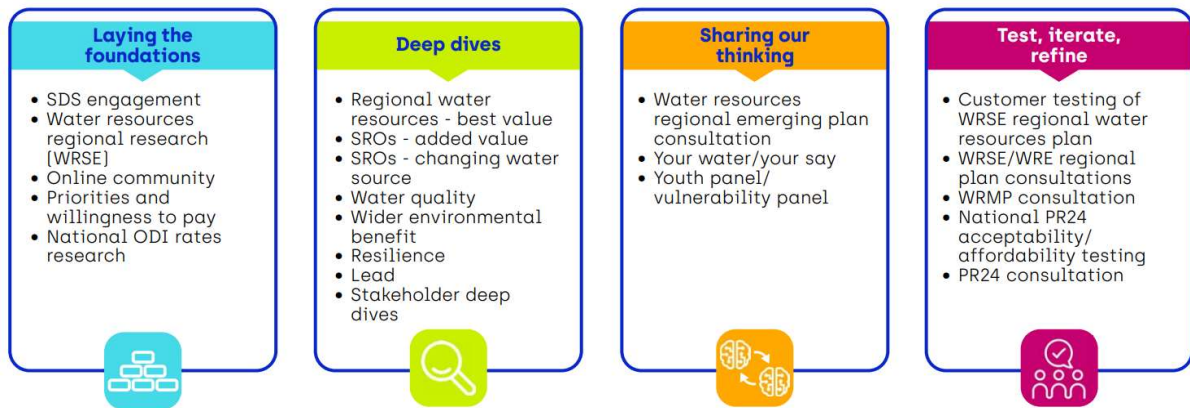 Laying the
foundations
• SDS engagement
• Water resources
regional research
(WRSE)
• Online community
• Priorities and
willingness to pay
• National ODI rates
research
Deep dives
• Regional water
resources - best value
• SROs - added value
• SROs - changing water
source
• Water quality
• Wider environmental
benefit
• Resilience
• Lead
• Stakeholder deep
dives
Sharing our
thinking
• Water resources
regional emerging plan
consultation
• Your water/your say
• Youth panel/
vulnerability panel
Test, iterate,
refine
• Customer testing of
WRSE regional water
resources plan
• WRSE/WRE regional
plan consultations
• WRMP consultation
• National PR24
acceptability/
affordability testing
• PR24 consultation